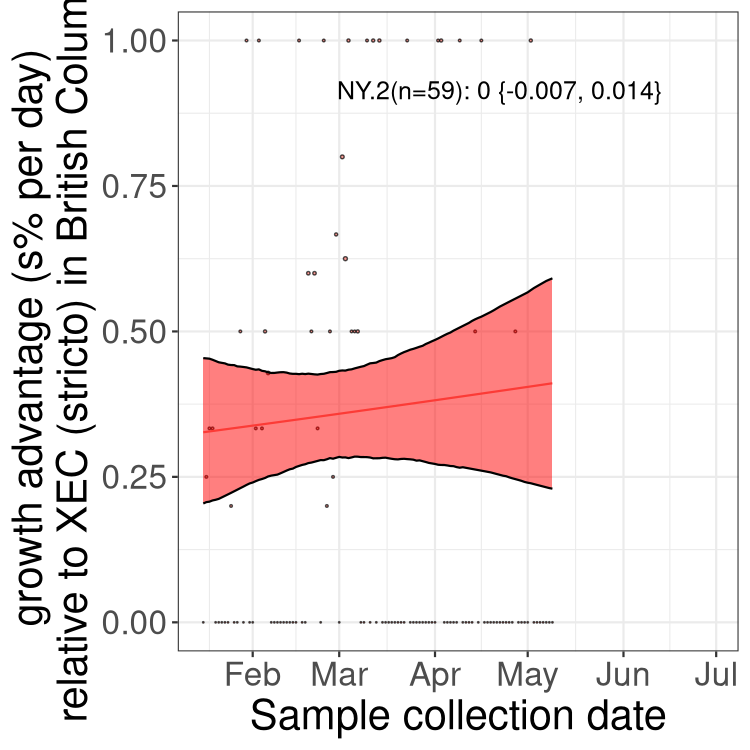 growth advantage (s% per day)
relative to XEC (stricto) in British Colum
1.00
0.75
0.50
0.25
0.00
NY.2(n=59): 0 {-0.007, 0.014}
Feb Mar Apr May Jun Jul
Sample collection date